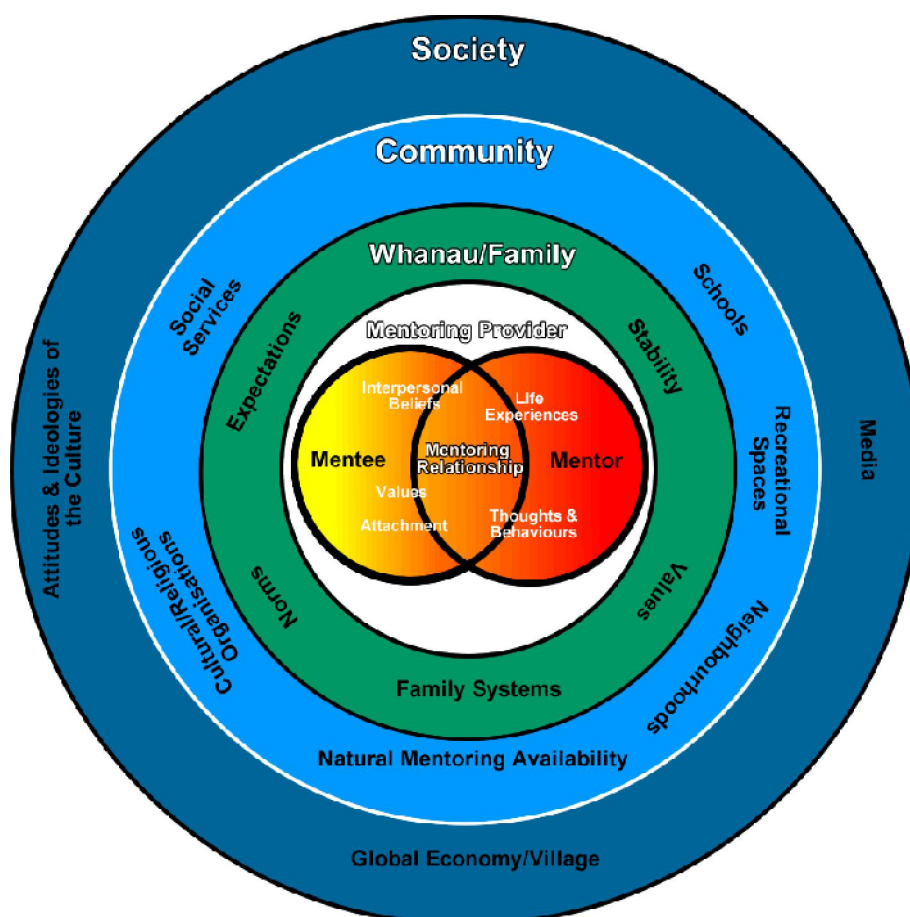 Society
Community
Whanau/Family
Social
Services
Schools
Expectations
Stability
Mentoring Provider
Interpersonal
Beliefs
Life
Experiences
Mentee
Mentoring
Relationship
Mentor
Values
Attachment
Thoughts &
Behaviours
Attitudes & Ideologies of
the Culture
Recreational
Spaces
Media
Cultural/Religious
Organisations
Norms
Values
Neighbourhoods
Family Systems
Natural Mentoring Availability
Global Economy/Village